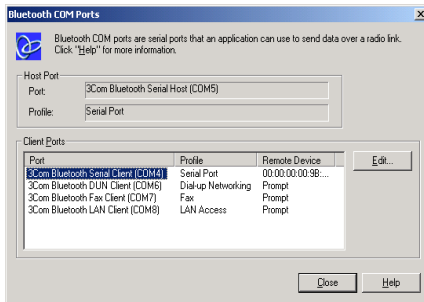 Bluetooth COM Ports
Bluetooth COM ports are serial ports that an application can use to send data over a radio link.
Click "Help" for more information.
Host Port
Port: 3Com Bluetooth Serial Host (COM5)
Profile: Serial Port
Client Ports
Port Profile Remote Device
3Com Bluetooth Serial Client (COM4) Serial Port 00:00:00:00:9B:...
3Com Bluetooth DUN Client (COM6) Dial-up Networking Prompt
3Com Bluetooth Fax Client (COM7) Fax Prompt
3Com Bluetooth LAN Client (COM8) LAN Access Prompt
Edit...
Close Help